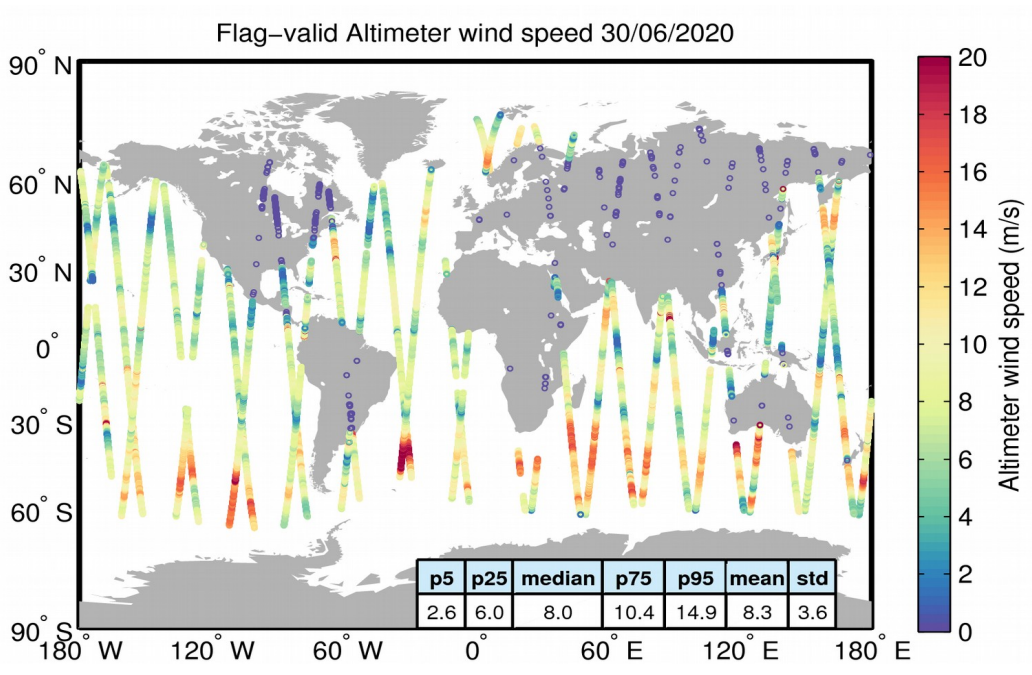 Flag−valid Altimeter wind speed 30/06/2020
90° N
60° N
30° N
0°
30° S
60° S
90° S
180° W
120° W
60° W
0°
60° E
120° E
180° E
p5 p25 median p75 p95 mean std
2.6 6.0 8.0 10.4 14.9 8.3 3.6
20
18
16
14
12
10
8
6
4
2
0
Altimeter wind speed (m/s)